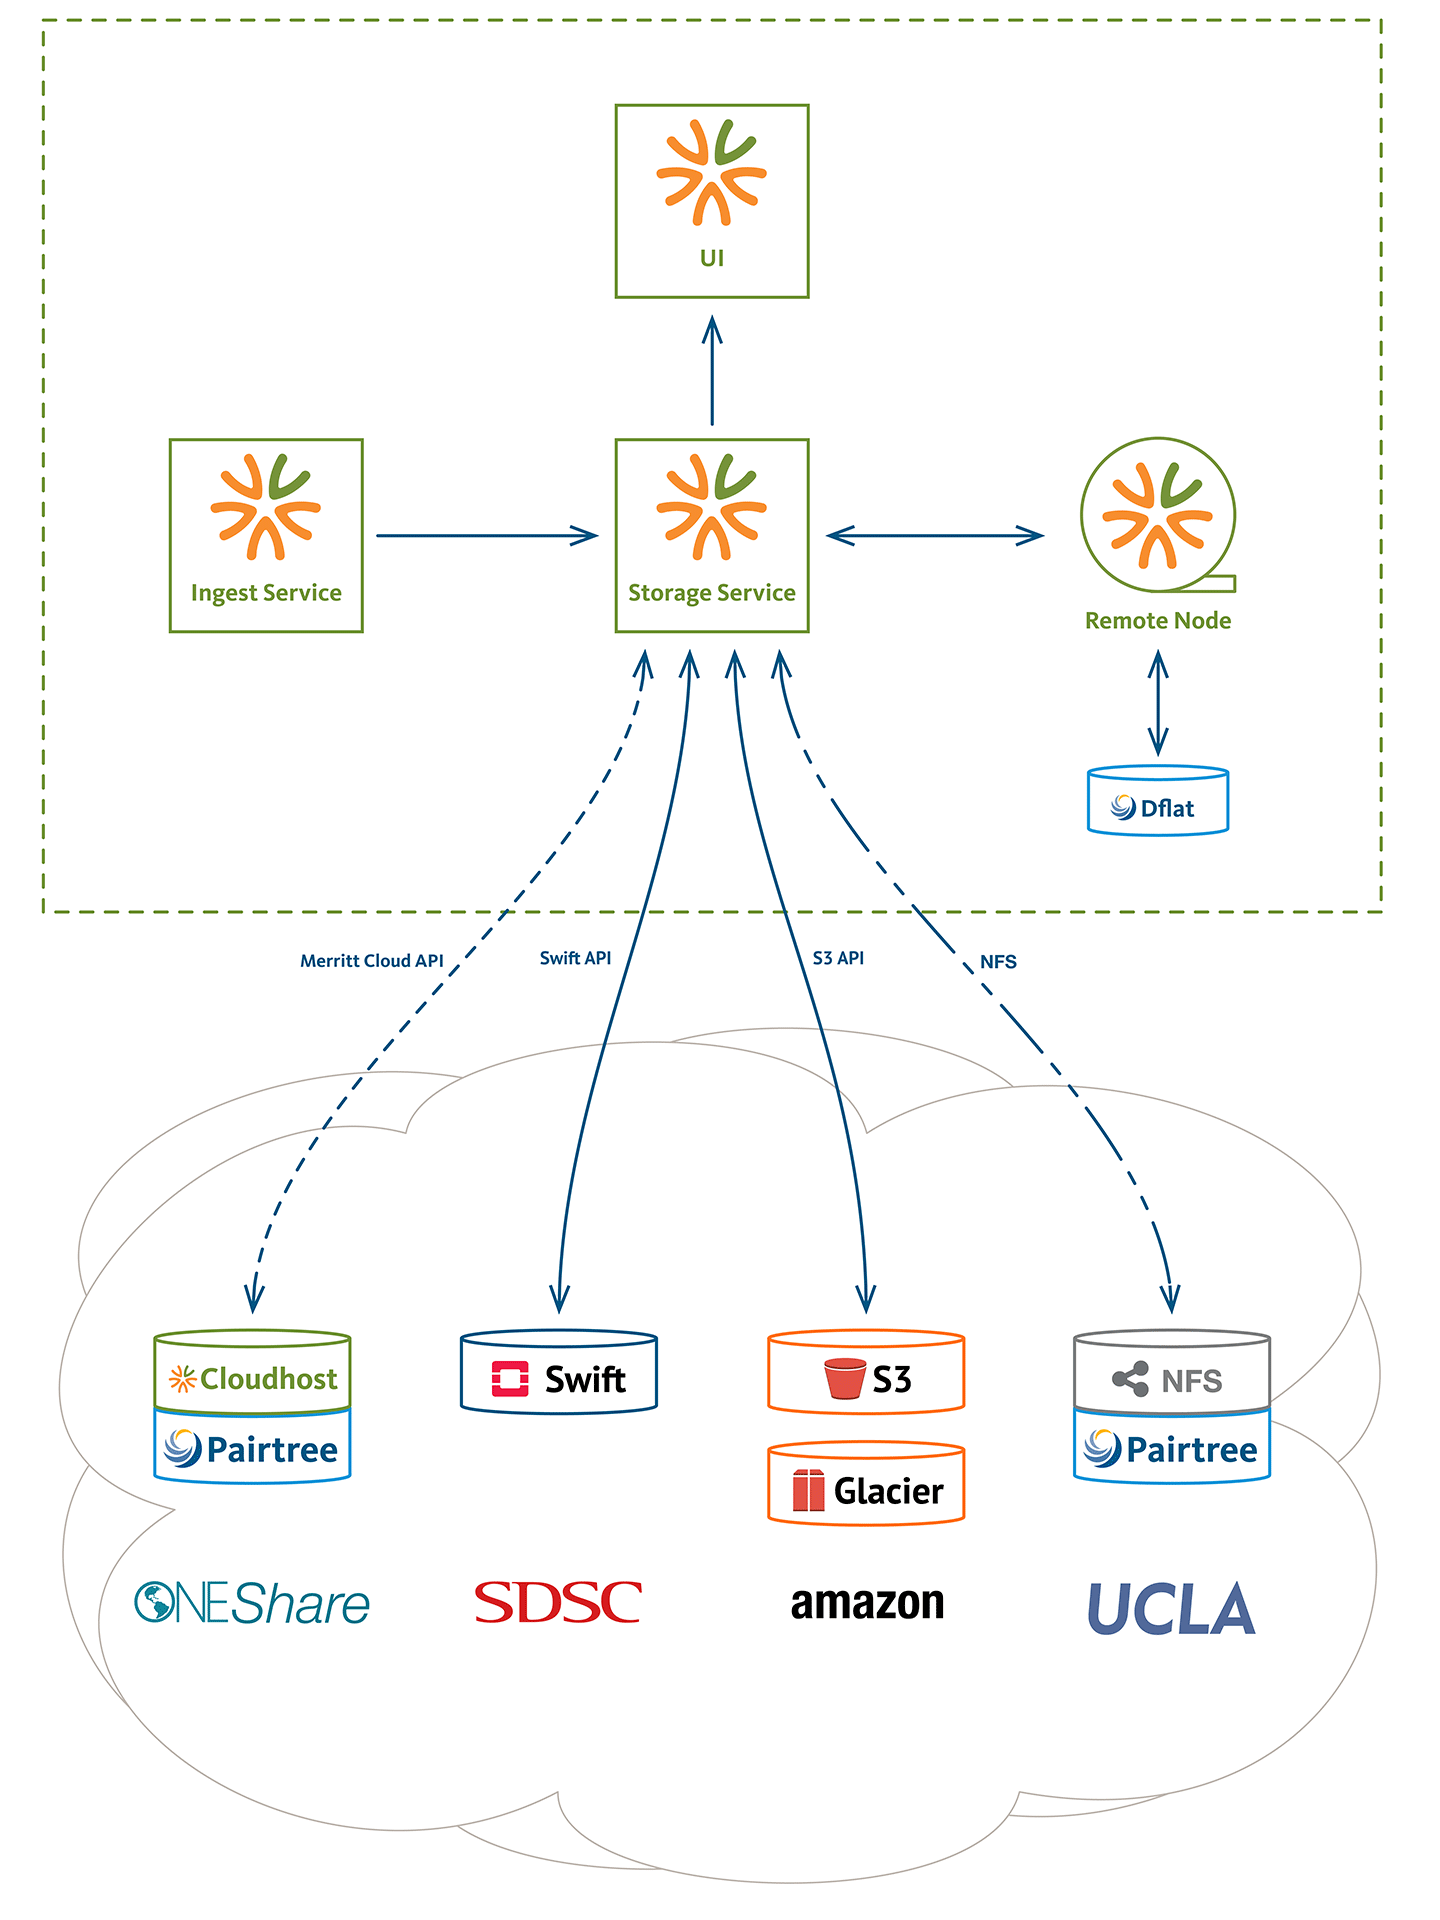 UI
Ingest Service
Storage Service
Remote Node
Dflat
Merritt Cloud API
Swift API
S3 API
NFS
Cloudhost
Swift
S3
NFS
Pairtree
Glacier
Pairtree
ONEShare
SDSC
amazon
UCLA